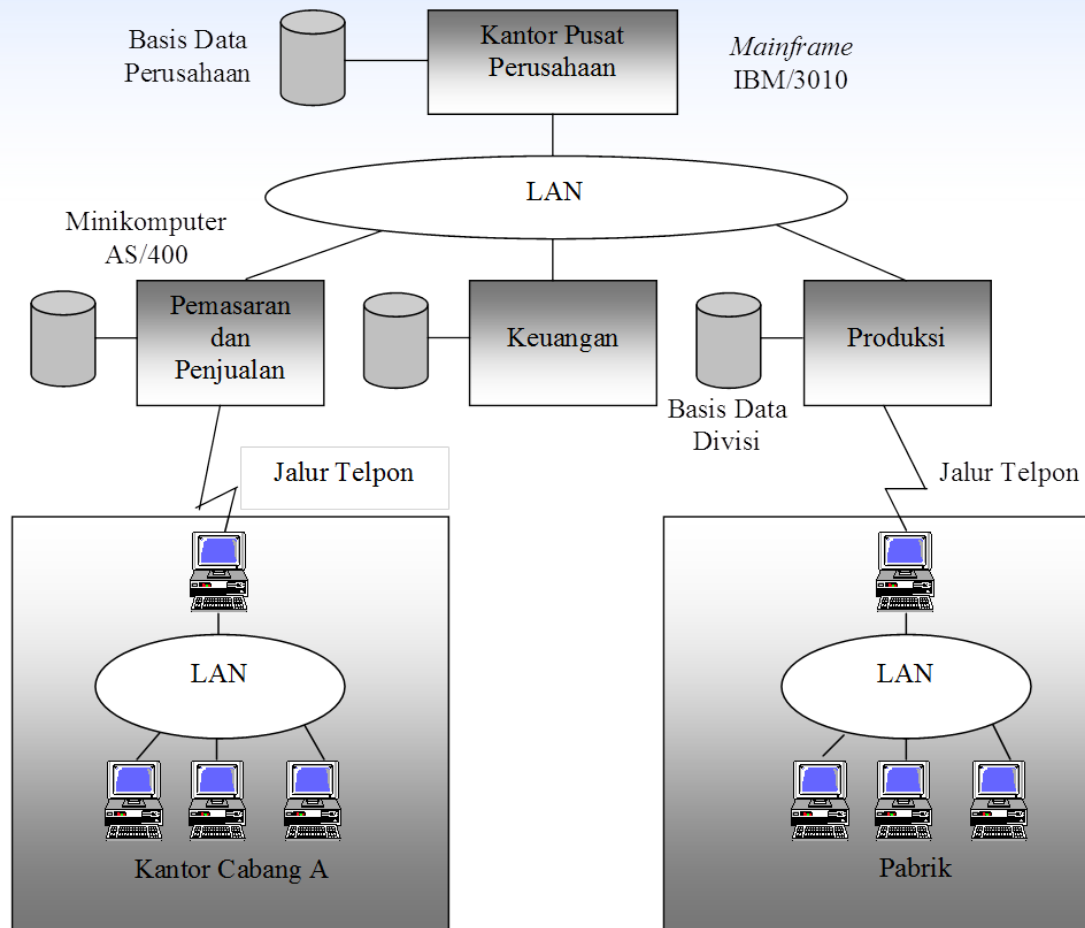 Basis Data
Perusahaan
Kantor Pusat
Perusahaan
Mainframe
IBM/3010
LAN
Minikomputer
AS/400
Pemasaran
dan
Penjualan
Keuangan
Produksi
Basis Data
Divisi
Jalur Telpon
Jalur Telpon
LAN
LAN
Kantor Cabang A
Pabrik